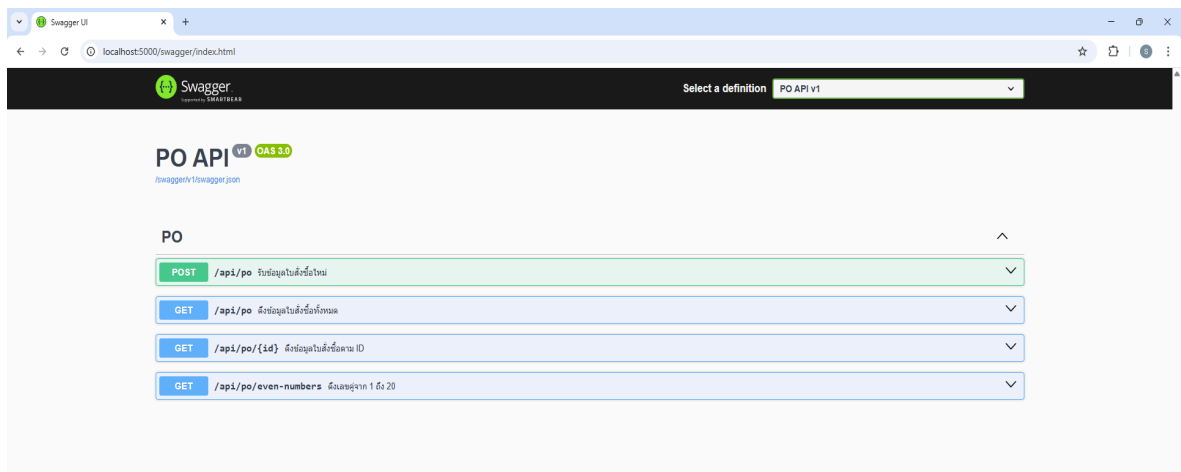 Swagger UI
localhost:5000/swagger/index.html
S
Swagger
Supported by SMARTBEAR
Select a definition PO API v1
PO API v1 OAS 3.0
/swagger/v1/swagger.json
PO
POST /api/po รับข้อมูลใบสั่งซื้อใหม่
GET /api/po ดึงข้อมูลใบสั่งซื้อทั้งหมด
GET /api/po/{id} ดึงข้อมูลใบสั่งซื้อตาม ID
GET /api/po/even-numbers ดึงเลขคู่จาก 1 ถึง 20